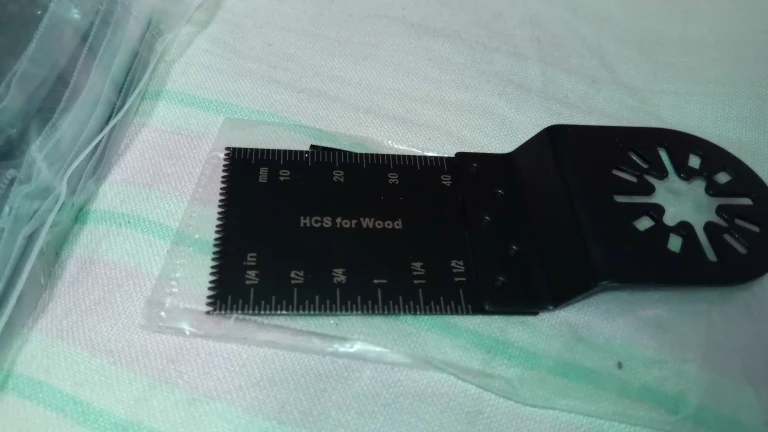 mm 10 20 30 40
HCS for Wood
1/4 in 1/2 3/4 1 1 1/4 1 1/2